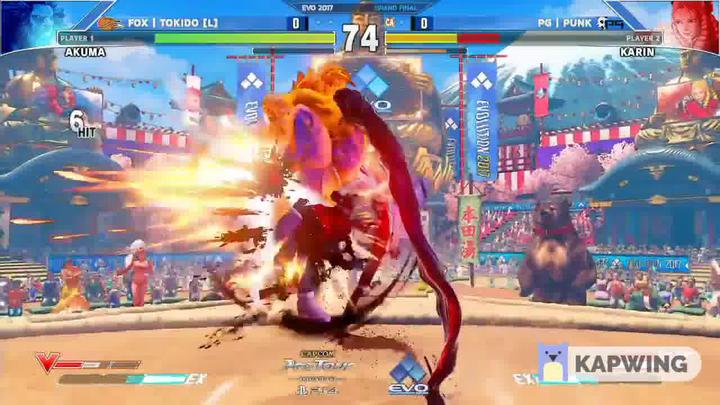 EVO 2017
GRAND FINAL
FOX | TOKIDO [L]
0
CA
0
PG | PUNK
PLAYER 1
74
PLAYER 2
AKUMA
KARIN
EVO
6
HIT
EVOLUTION 2017
本田湯
CAPCOM
Pro Tour
V
EX
EVO
KAPWING